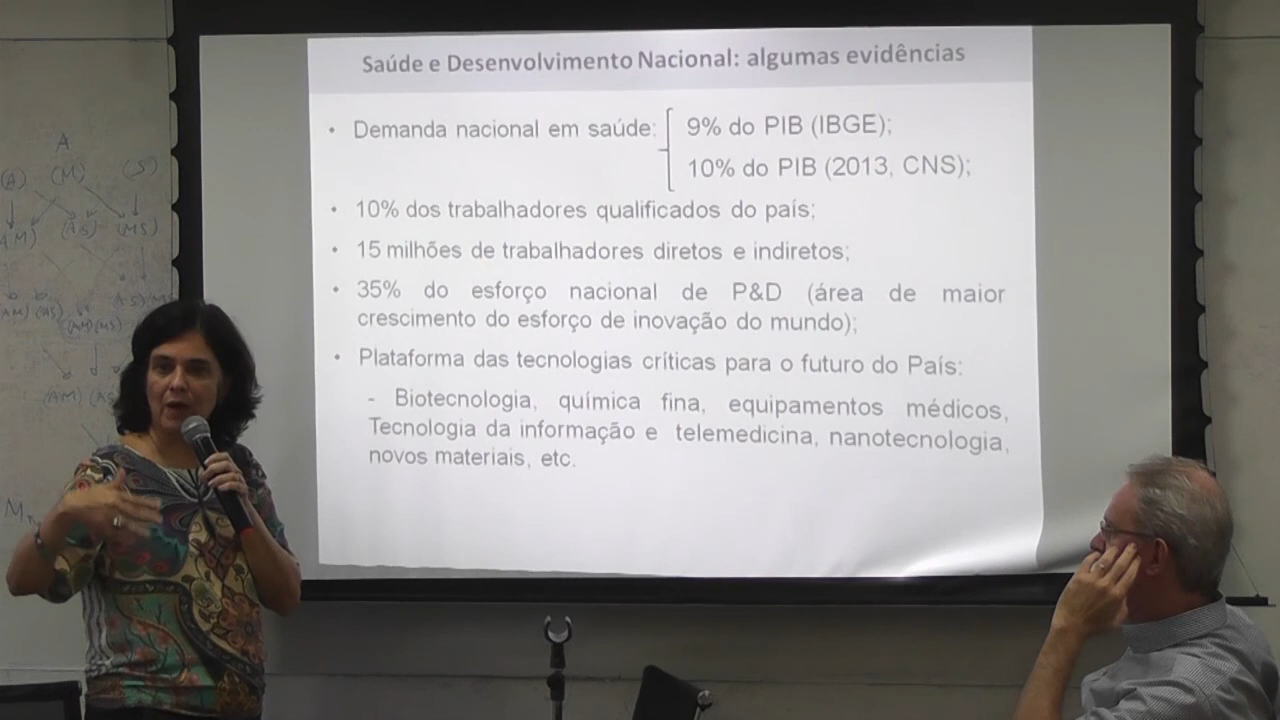 Saúde e Desenvolvimento Nacional: algumas evidências
• Demanda nacional em saúde: 9% do PIB (IBGE);
10% do PIB (2013, CNS);
• 10% dos trabalhadores qualificados do país;
• 15 milhões de trabalhadores diretos e indiretos;
• 35% do esforço nacional de P&D (área de maior
crescimento do esforço de inovação do mundo);
• Plataforma das tecnologias críticas para o futuro do País:
- Biotecnologia, química fina, equipamentos médicos,
Tecnologia da informação e telemedicina, nanotecnologia,
novos materiais, etc.
A
(A) (M) (S)
(AS) (MS)
M